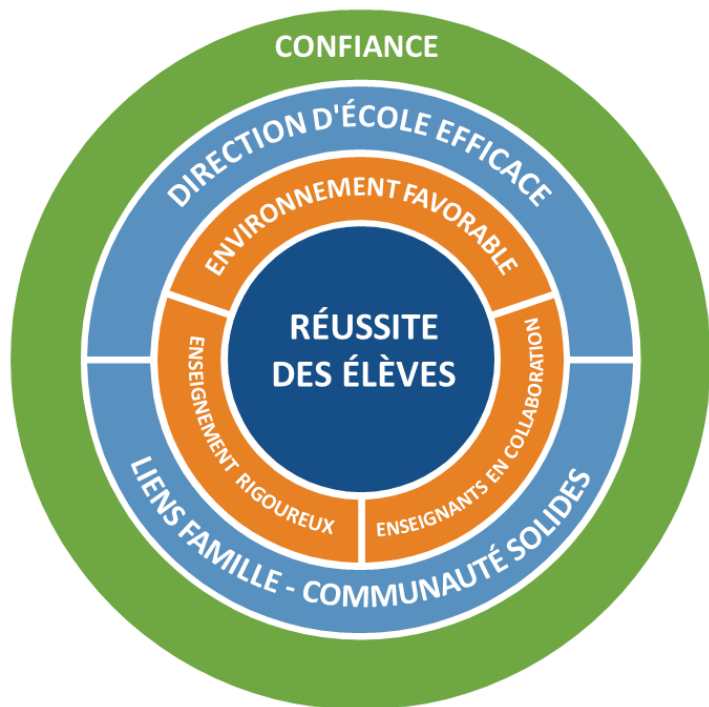 CONFIANCE
DIRECTION D'ÉCOLE EFFICACE
ENVIRONNEMENT FAVORABLE
RÉUSSITE
DES ÉLÈVES
ENSEIGNEMENT RIGOUREUX
ENSEIGNANTS EN COLLABORATION
LIENS FAMILLE - COMMUNAUTÉ SOLIDES